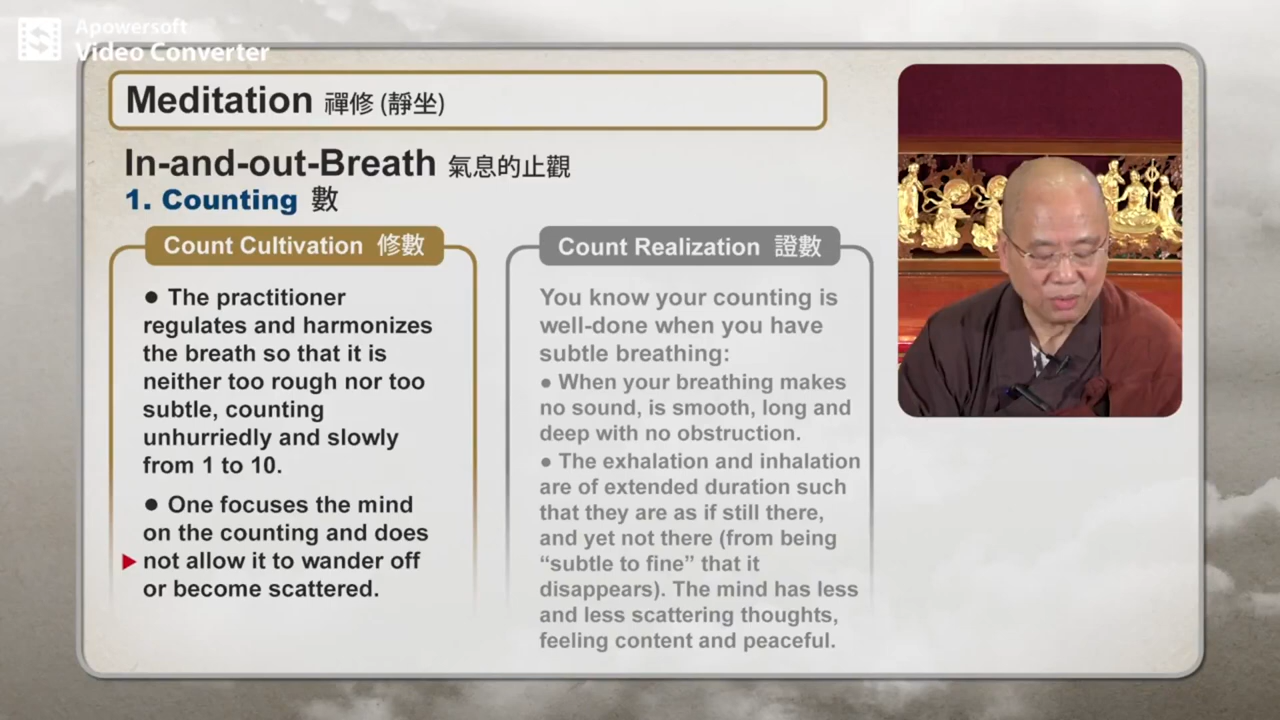 Apowersoft
Video Converter
Meditation 禪修 (靜坐)
In-and-out-Breath 氣息的止觀
1. Counting 數
Count Cultivation 修數
● The practitioner
regulates and harmonizes
the breath so that it is
neither too rough nor too
subtle, counting
unhurriedly and slowly
from 1 to 10.
● One focuses the mind
on the counting and does
not allow it to wander off
or become scattered.
Count Realization 證數
You know your counting is
well-done when you have
subtle breathing:
● When your breathing makes
no sound, is smooth, long and
deep with no obstruction.
● The exhalation and inhalation
are of extended duration such
that they are as if still there,
and yet not there (from being
“subtle to fine” that it
disappears). The mind has less
and less scattering thoughts,
feeling content and peaceful.